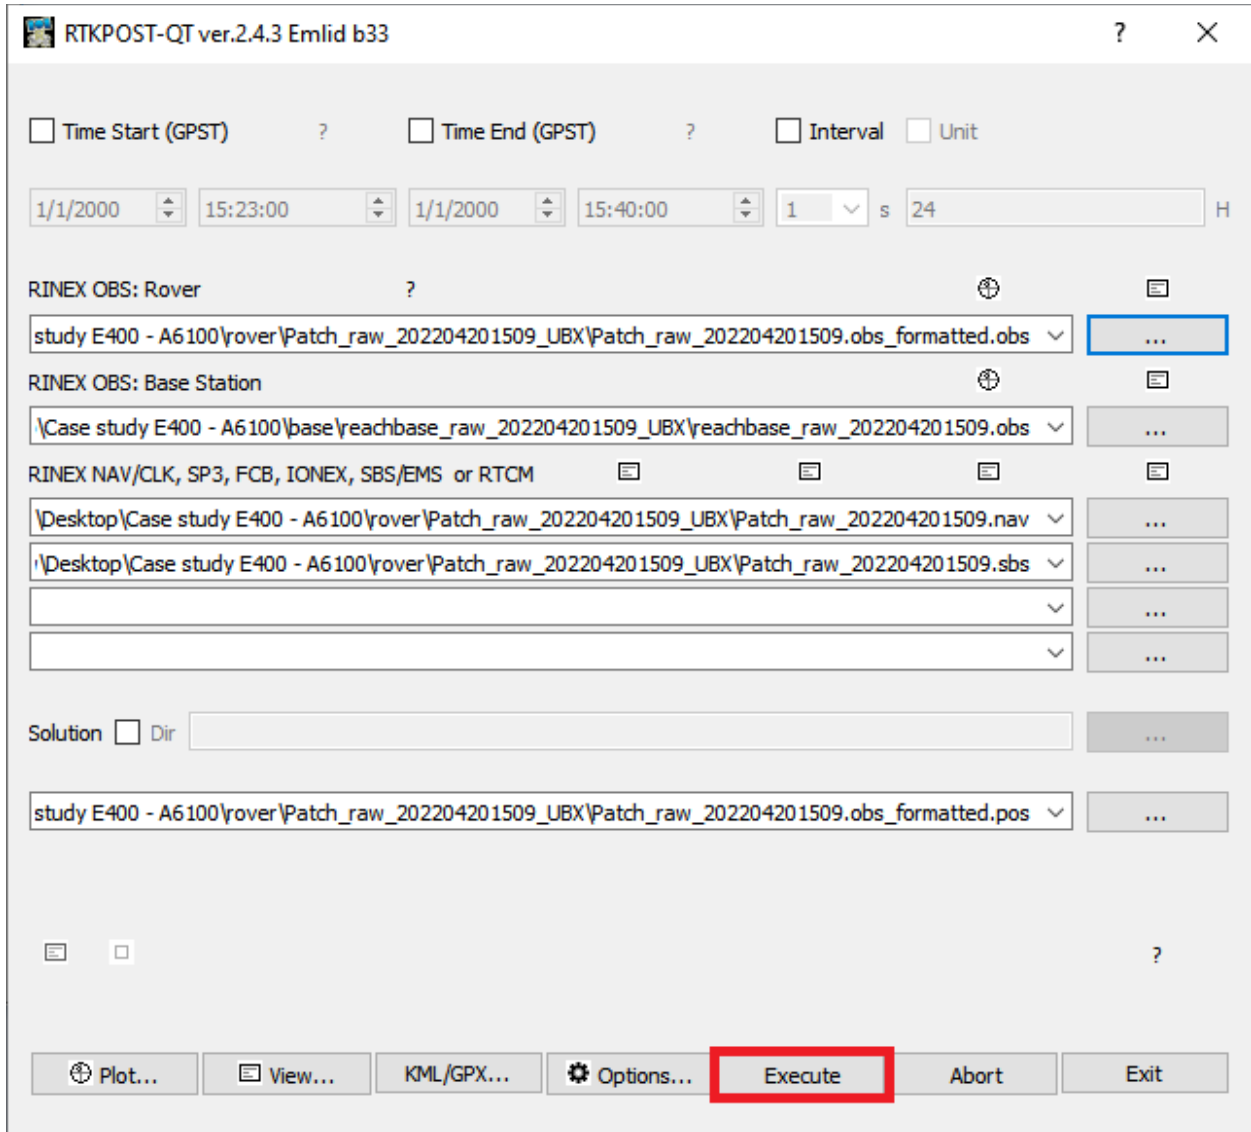 RTKPOST-QT ver.2.4.3 Emlid b33 ?
Time Start (GPST) ? Time End (GPST) ? Interval Unit
1/1/2000 15:23:00 1/1/2000 15:40:00 1 s 24 H
RINEX OBS: Rover ?
study E400 - A6100\rover\Patch_raw_202204201509_UBX\Patch_raw_202204201509.obs_formatted.obs ...
RINEX OBS: Base Station
\Case study E400 - A6100\base\reachbase_raw_202204201509_UBX\reachbase_raw_202204201509.obs ...
RINEX NAV/CLK, SP3, FCB, IONEX, SBS/EMS or RTCM
\Desktop\Case study E400 - A6100\rover\Patch_raw_202204201509_UBX\Patch_raw_202204201509.nav ...
\Desktop\Case study E400 - A6100\rover\Patch_raw_202204201509_UBX\Patch_raw_202204201509.sbs ...
...
...
Solution Dir ...
study E400 - A6100\rover\Patch_raw_202204201509_UBX\Patch_raw_202204201509.obs_formatted.pos ...
?
Plot... View... KML/GPX... Options... Execute Abort Exit